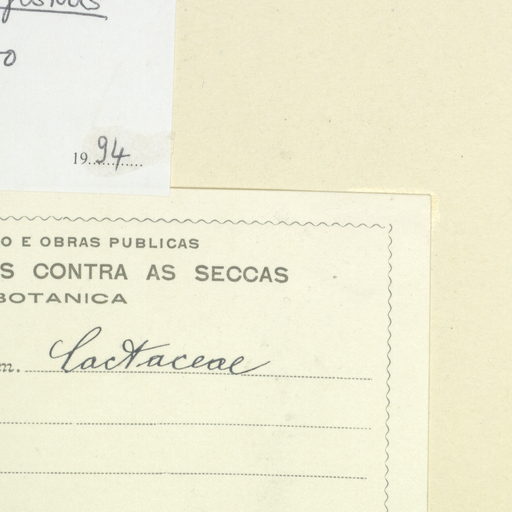 19 94
O E OBRAS PUBLICAS
S CONTRA AS SECCAS
BOTANICA
m. Cactaceae